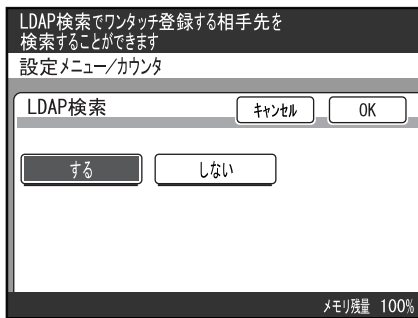 LDAP検索でワンタッチ登録する相手先を
検索することができます
設定メニュー/カウンタ
LDAP検索 キャンセル OK
する しない
メモリ残量 100%